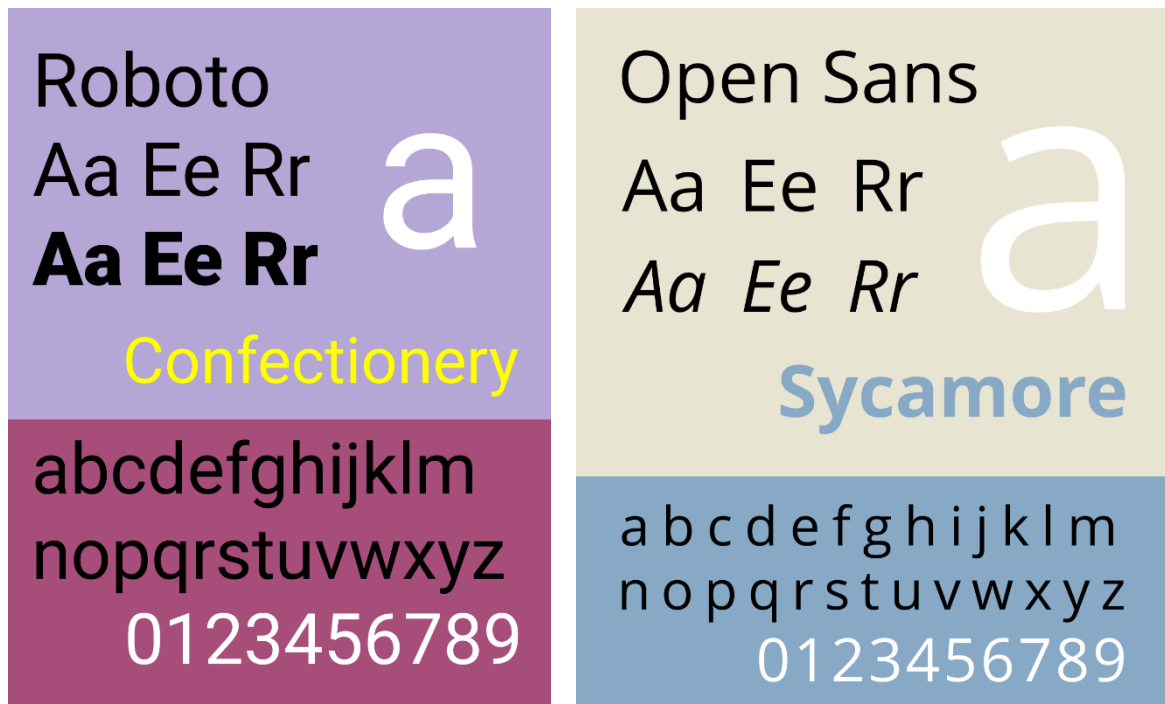 Roboto
Aa Ee Rr
a
Aa Ee Rr
Confectionery
abcdefghijklm
nopqrstuvwxyz
0123456789
Open Sans
Aa Ee Rr
a
Aa Ee Rr
Sycamore
a b c d e f g h i j k l m
n o p q r s t u v w x y z
0123456789